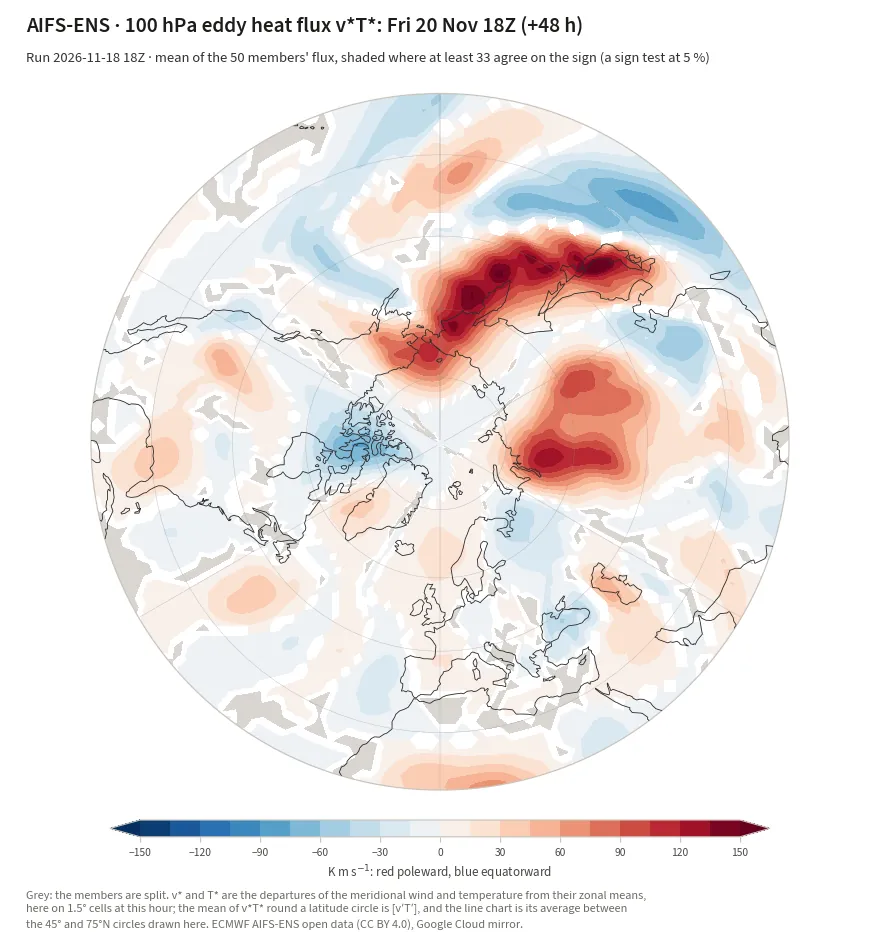 AIFS-ENS · 100 hPa eddy heat flux v*T*: Fri 20 Nov 18Z (+48 h)
Run 2026-11-18 18Z · mean of the 50 members' flux, shaded where at least 33 agree on the sign (a sign test at 5 %)
−150 −120 −90 −60 −30 0 30 60 90 120 150
K m s⁻¹: red poleward, blue equatorward
Grey: the members are split. v* and T* are the departures of the meridional wind and temperature from their zonal means,
here on 1.5° cells at this hour; the mean of v*T* round a latitude circle is [v′T′], and the line chart is its average between
the 45° and 75°N circles drawn here. ECMWF AIFS-ENS open data (CC BY 4.0), Google Cloud mirror.